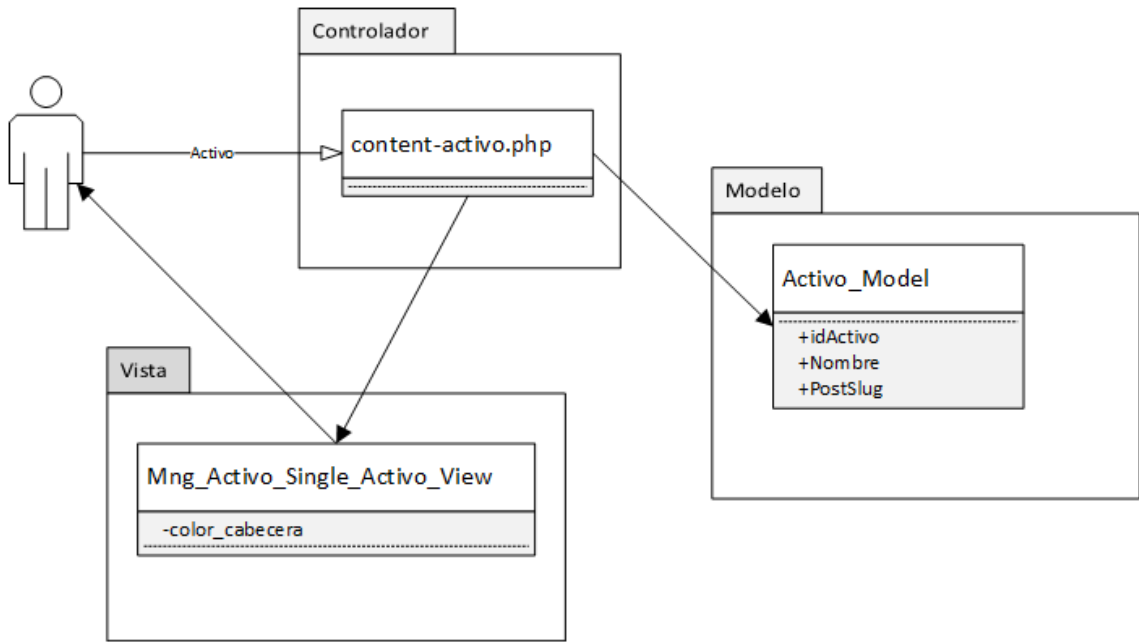 Controlador
content-activo.php
Activo
Modelo
Activo_Model
+idActivo
+Nombre
+PostSlug
Vista
Mng_Activo_Single_Activo_View
-color_cabecera